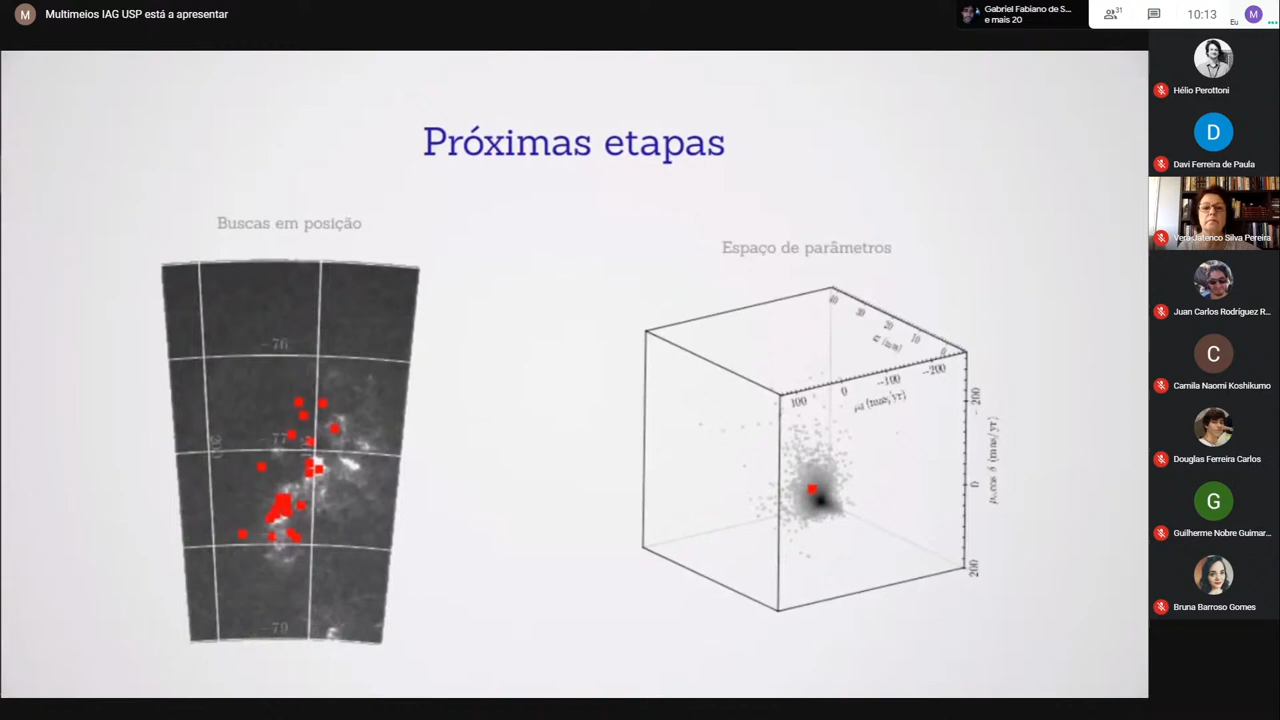 M Multimeios IAG USP está a apresentar
Gabriel Fabiano de S...
e mais 20
31
10:13
Eu
M
Próximas etapas
Buscas em posição
-76
-77
-79
Espaço de parâmetros
40
30
20
10
0
100
0
-100
-200
μδ (mas/yr)
-200
0
200
Hélio Perottoni
D
Davi Ferreira de Paula
Vera Jatenco Silva Pereira
Juan Carlos Rodríguez R...
C
Camila Naomi Koshikumo
Douglas Ferreira Carlos
G
Guilherme Nobre Guimar...
Bruna Barroso Gomes